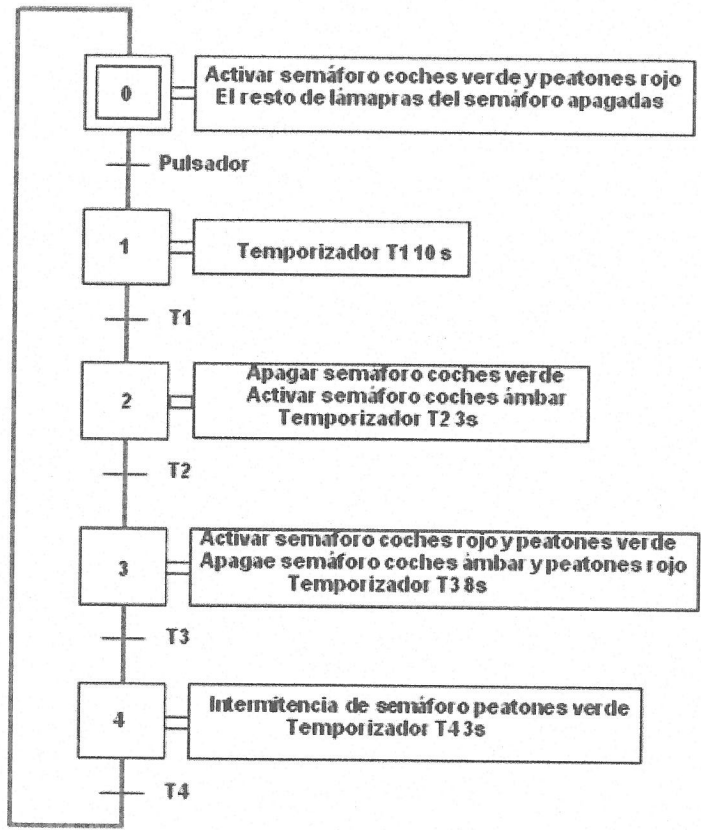 0
Activar semáforo coches verde y peatones rojo
El resto de lámapras del semáforo apagadas
Pulsador
1
Temporizador T1 10 s
T1
2
Apagar semáforo coches verde
Activar semáforo coches ámbar
Temporizador T2 3s
T2
3
Activar semáforo coches rojo y peatones verde
Apagae semáforo coches ámbar y peatones rojo
Temporizador T3 8s
T3
4
Intermitencia de semáforo peatones verde
Temporizador T4 3s
T4